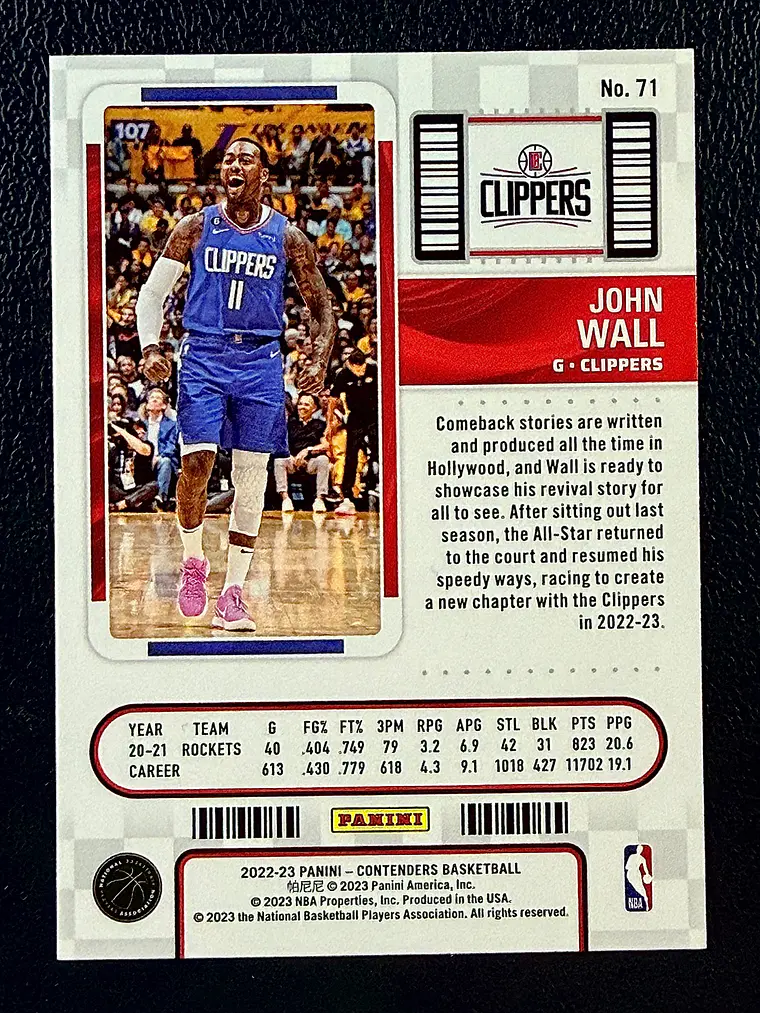 No. 71
107
CLIPPERS
11
6
LAC
CLIPPERS
JOHN
WALL
G • CLIPPERS
Comeback stories are written
and produced all the time in
Hollywood, and Wall is ready to
showcase his revival story for
all to see. After sitting out last
season, the All-Star returned
to the court and resumed his
speedy ways, racing to create
a new chapter with the Clippers
in 2022-23.
YEAR TEAM G FG% FT% 3PM RPG APG STL BLK PTS PPG
20-21 ROCKETS 40 .404 .749 79 3.2 6.9 42 31 823 20.6
CAREER 613 .430 .779 618 4.3 9.1 1018 427 11702 19.1
PANINI
NATIONAL BASKETBALL
ASSOCIATION
2022-23 PANINI – CONTENDERS BASKETBALL
帕尼尼 © 2023 Panini America, Inc.
© 2023 NBA Properties, Inc. Produced in the USA.
© 2023 the National Basketball Players Association. All rights reserved.
NBA